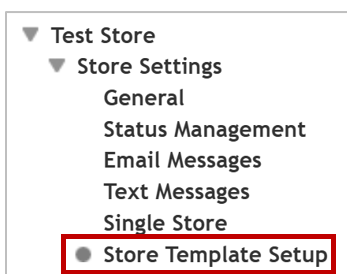 Test Store
Store Settings
General
Status Management
Email Messages
Text Messages
Single Store
Store Template Setup